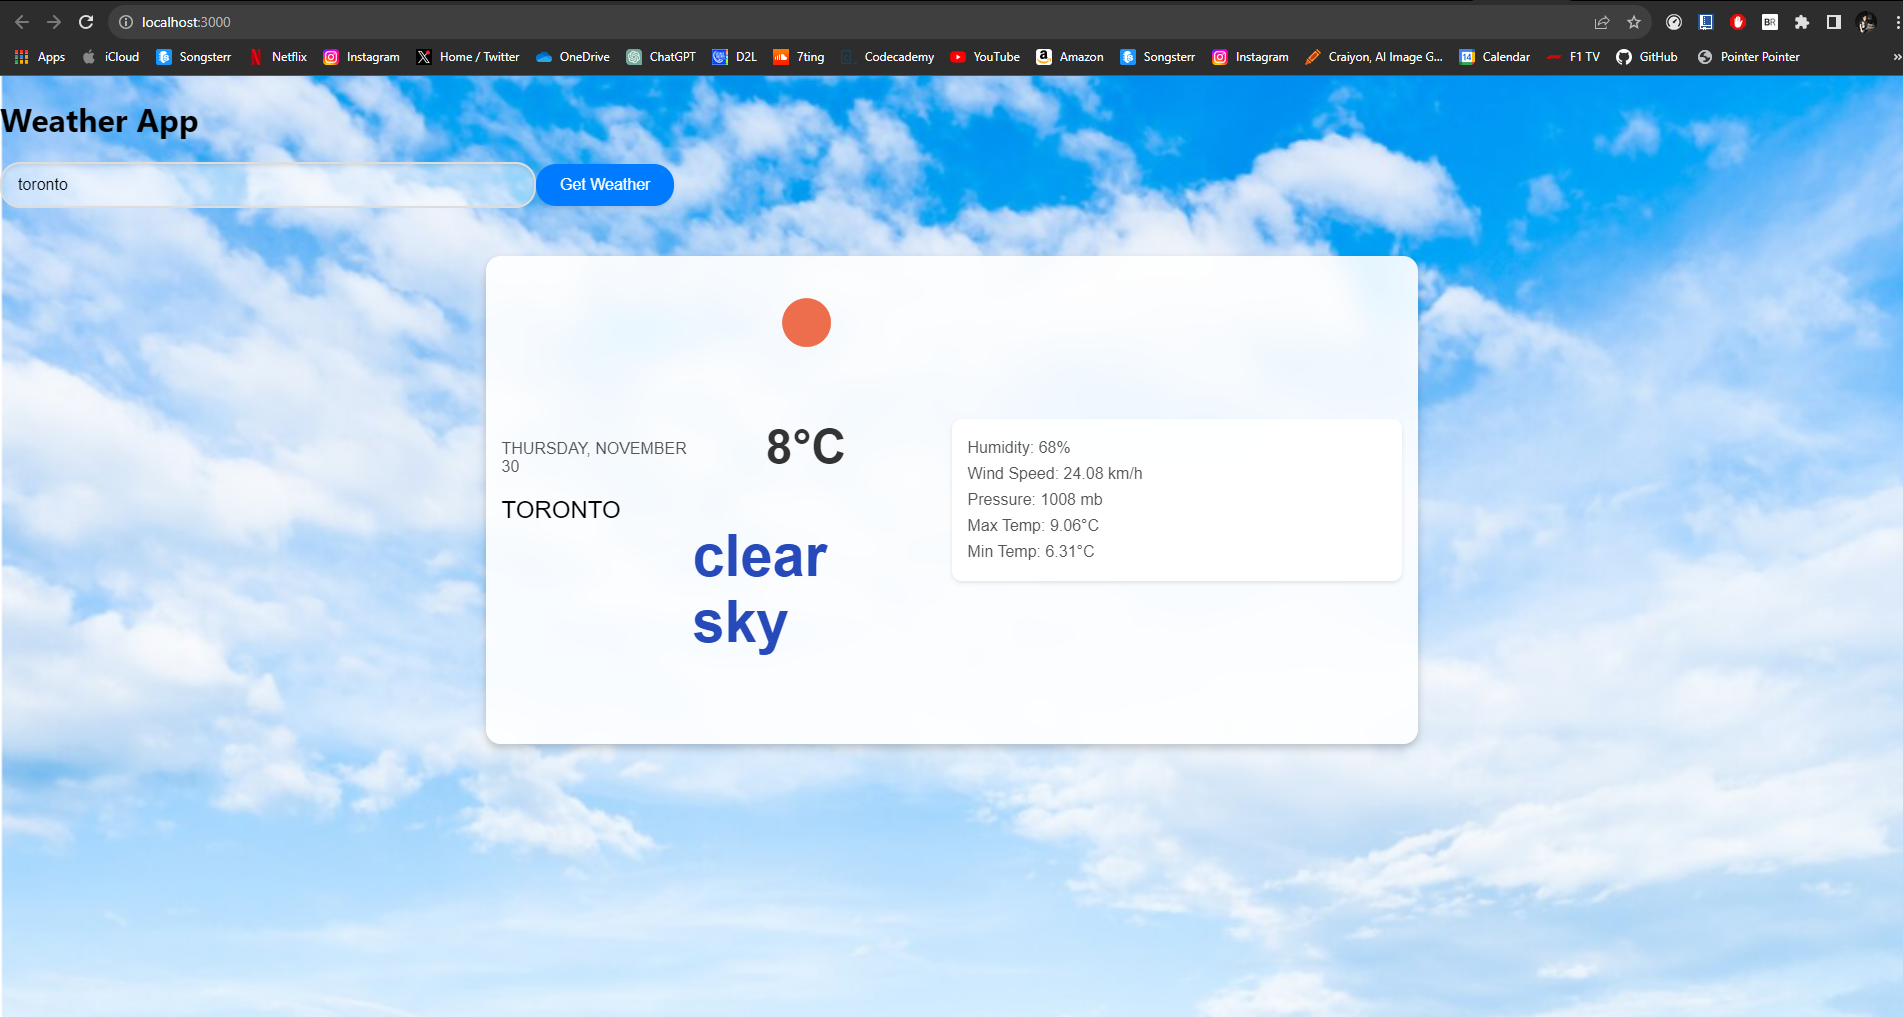 localhost:3000
BR
Apps iCloud Songsterr Netflix Instagram Home / Twitter OneDrive ChatGPT D2L 7ting Codecademy YouTube Amazon Songsterr Instagram Craiyon, AI Image G... 14 Calendar F1 TV GitHub Pointer Pointer »
Weather App
toronto Get Weather
THURSDAY, NOVEMBER
30
TORONTO
8°C
clear
sky
Humidity: 68%
Wind Speed: 24.08 km/h
Pressure: 1008 mb
Max Temp: 9.06°C
Min Temp: 6.31°C